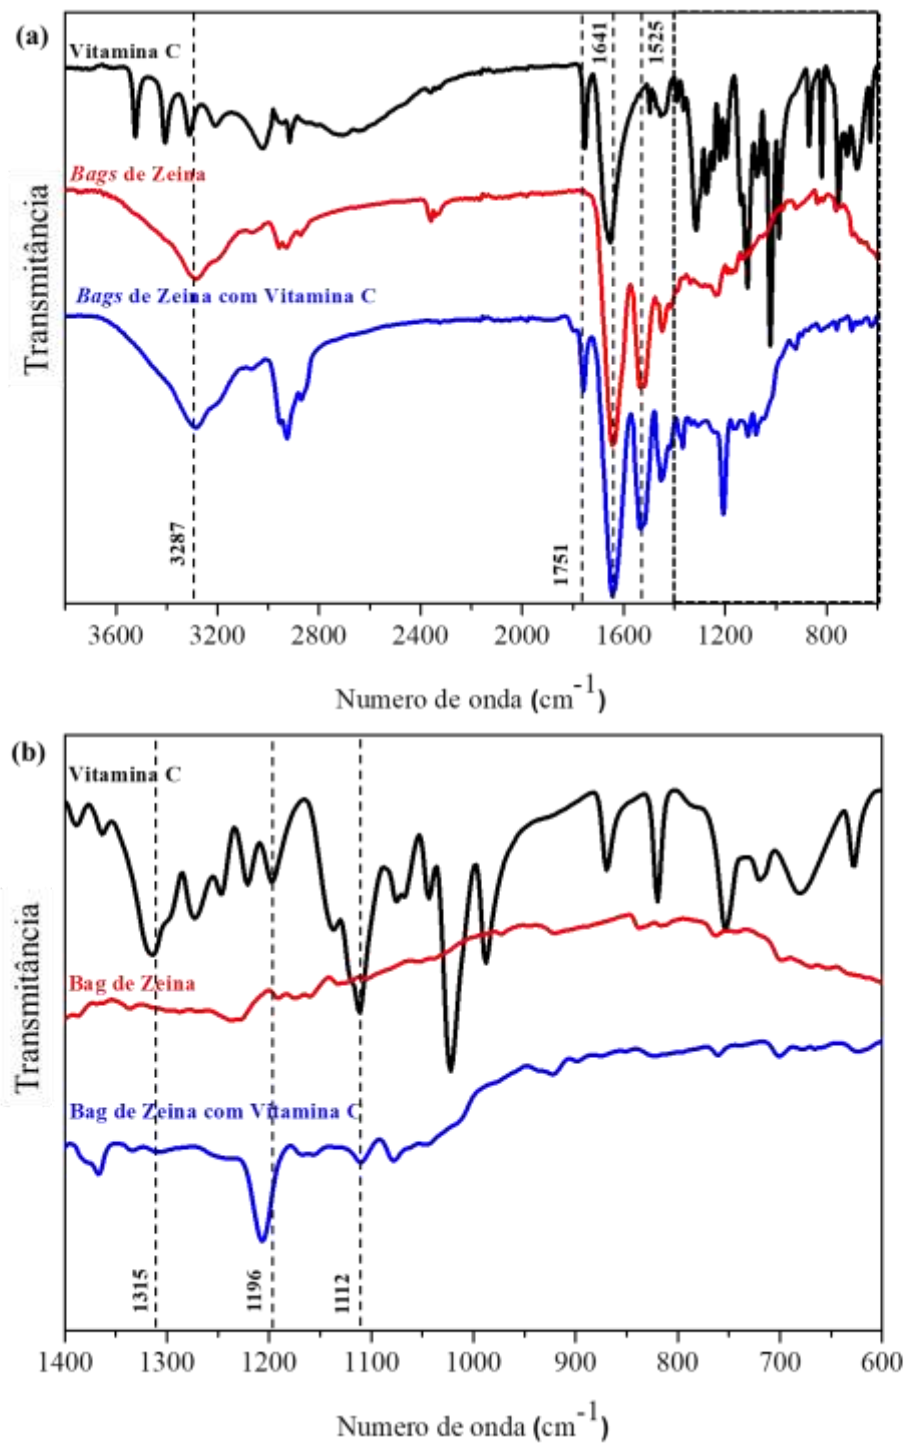 (a)
Vitamina C
1641
1525
Bags de Zeina
Bags de Zeina com Vitamina C
Transmitância
3287
1751
3600 3200 2800 2400 2000 1600 1200 800
Numero de onda (cm-1)
(b)
Vitamina C
Bag de Zeina
Bag de Zeina com Vitamina C
Transmitância
1315
1196
1112
1400 1300 1200 1100 1000 900 800 700 600
Numero de onda (cm-1)